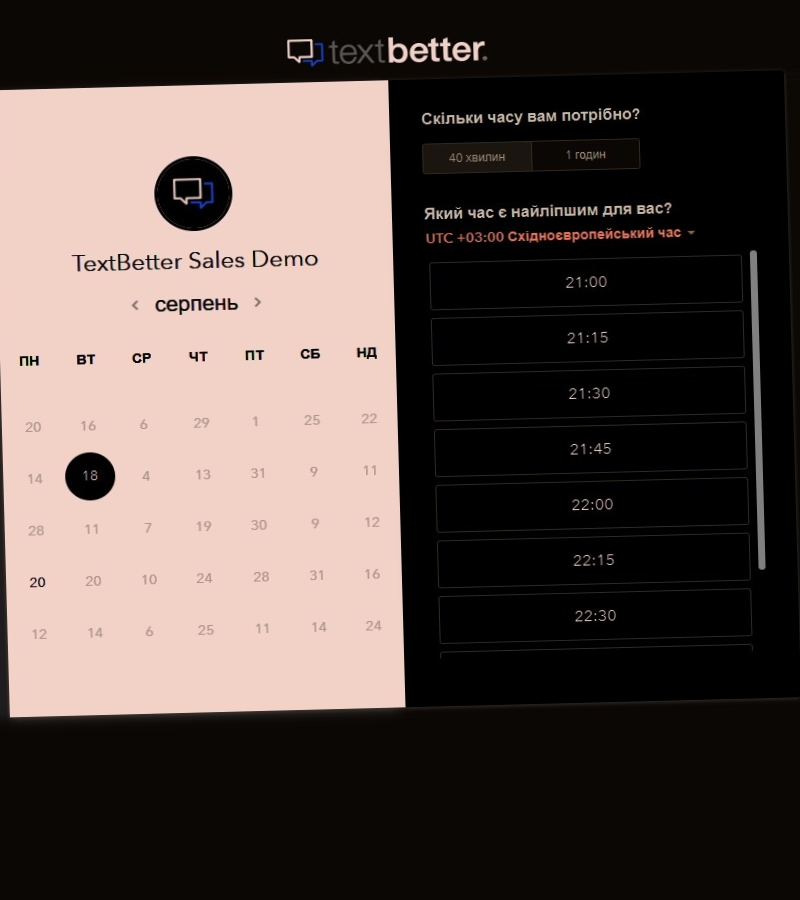 textbetter.
TextBetter Sales Demo
серпень
ПН ВТ СР ЧТ ПТ СБ НД
20 16 6 29 1 25 22
14 18 4 13 31 9 11
28 11 7 19 30 9 12
20 20 10 24 28 31 16
12 14 6 25 11 14 24
Скільки часу вам потрібно?
40 хвилин 1 годин
Який час є найліпшим для вас?
UTC +03:00 Східноєвропейський час
21:00
21:15
21:30
21:45
22:00
22:15
22:30